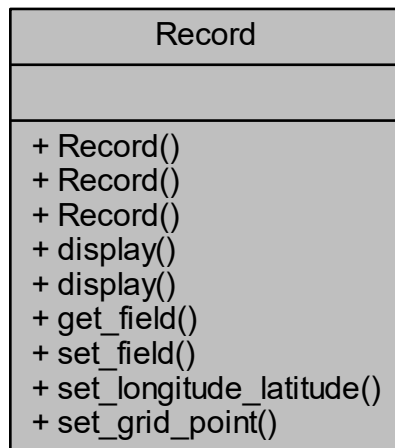 Record
+ Record()
+ Record()
+ Record()
+ display()
+ display()
+ get_field()
+ set_field()
+ set_longitude_latitude()
+ set_grid_point()